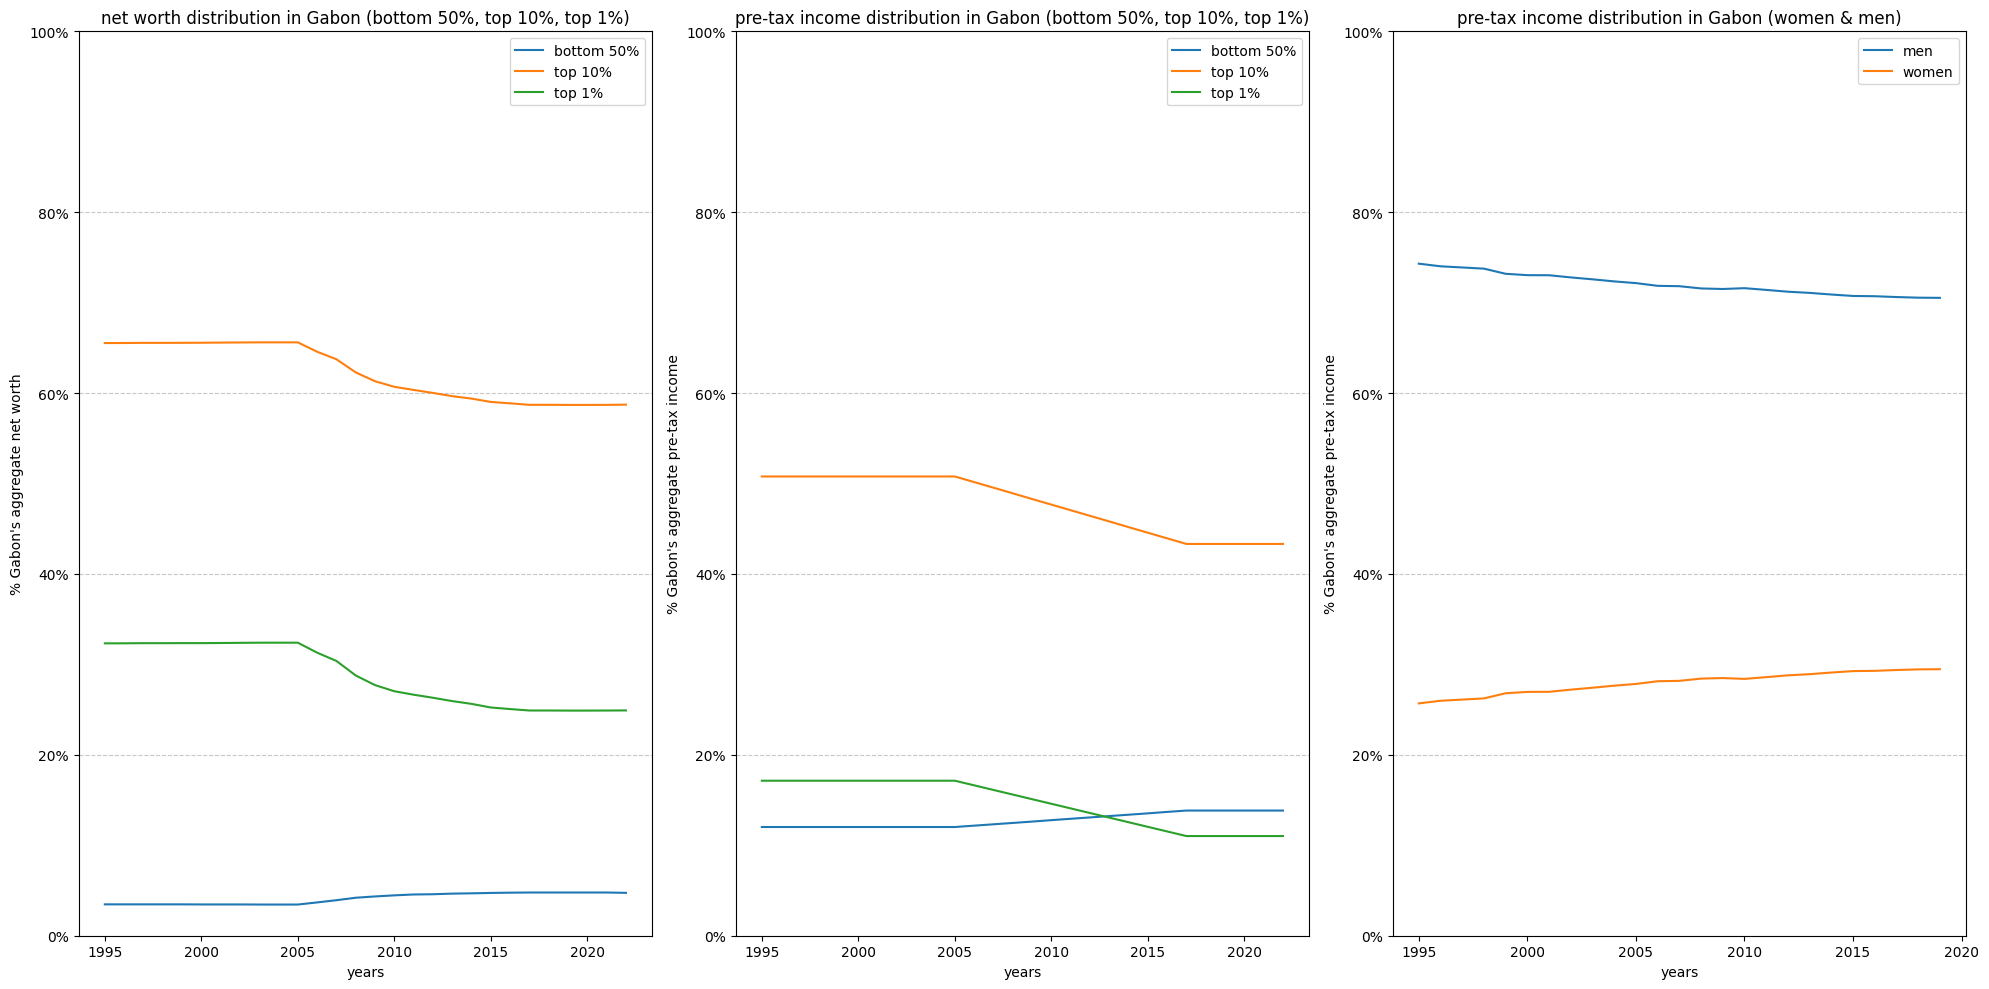 net worth distribution in Gabon (bottom 50%, top 10%, top 1%)
100%
80%
60%
40%
20%
0%
% Gabon's aggregate net worth
bottom 50%
top 10%
top 1%
1995
2000
2005
2010
2015
2020
years
pre-tax income distribution in Gabon (bottom 50%, top 10%, top 1%)
100%
80%
60%
40%
20%
0%
% Gabon's aggregate pre-tax income
bottom 50%
top 10%
top 1%
1995
2000
2005
2010
2015
2020
years
pre-tax income distribution in Gabon (women & men)
100%
80%
60%
40%
20%
0%
% Gabon's aggregate pre-tax income
men
women
1995
2000
2005
2010
2015
2020
years